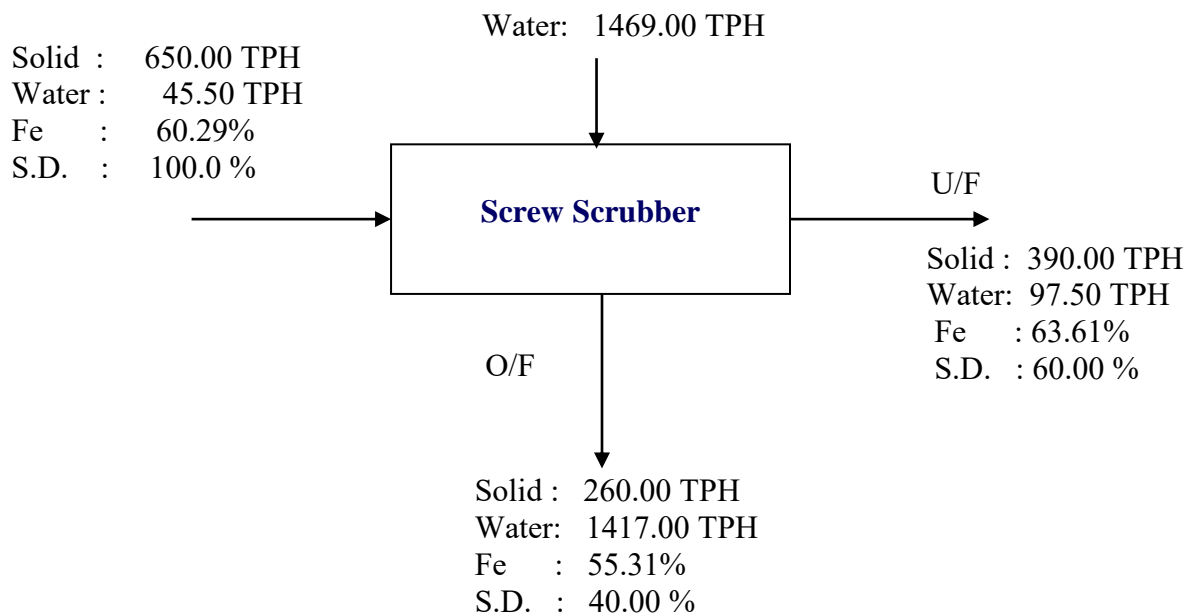 Water: 1469.00 TPH
Solid : 650.00 TPH
Water : 45.50 TPH
Fe : 60.29%
S.D. : 100.0 %
Screw Scrubber
U/F
Solid : 390.00 TPH
Water: 97.50 TPH
Fe : 63.61%
S.D. : 60.00 %
O/F
Solid : 260.00 TPH
Water: 1417.00 TPH
Fe : 55.31%
S.D. : 40.00 %